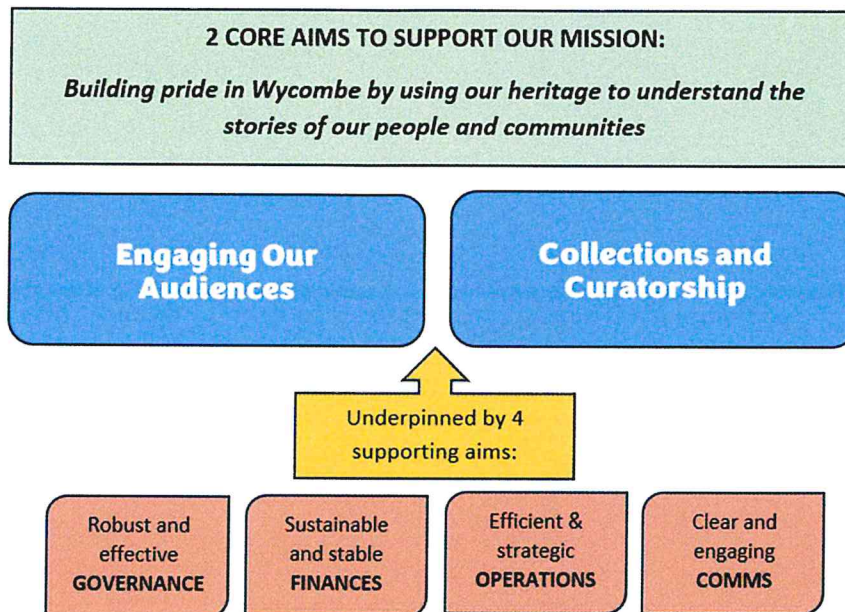 2 CORE AIMS TO SUPPORT OUR MISSION:
Building pride in Wycombe by using our heritage to understand the
stories of our people and communities
Engaging Our
Audiences
Collections and
Curatorship
Underpinned by 4
supporting aims:
Robust and
effective
GOVERNANCE
Sustainable
and stable
FINANCES
Efficient &
strategic
OPERATIONS
Clear and
engaging
COMMS